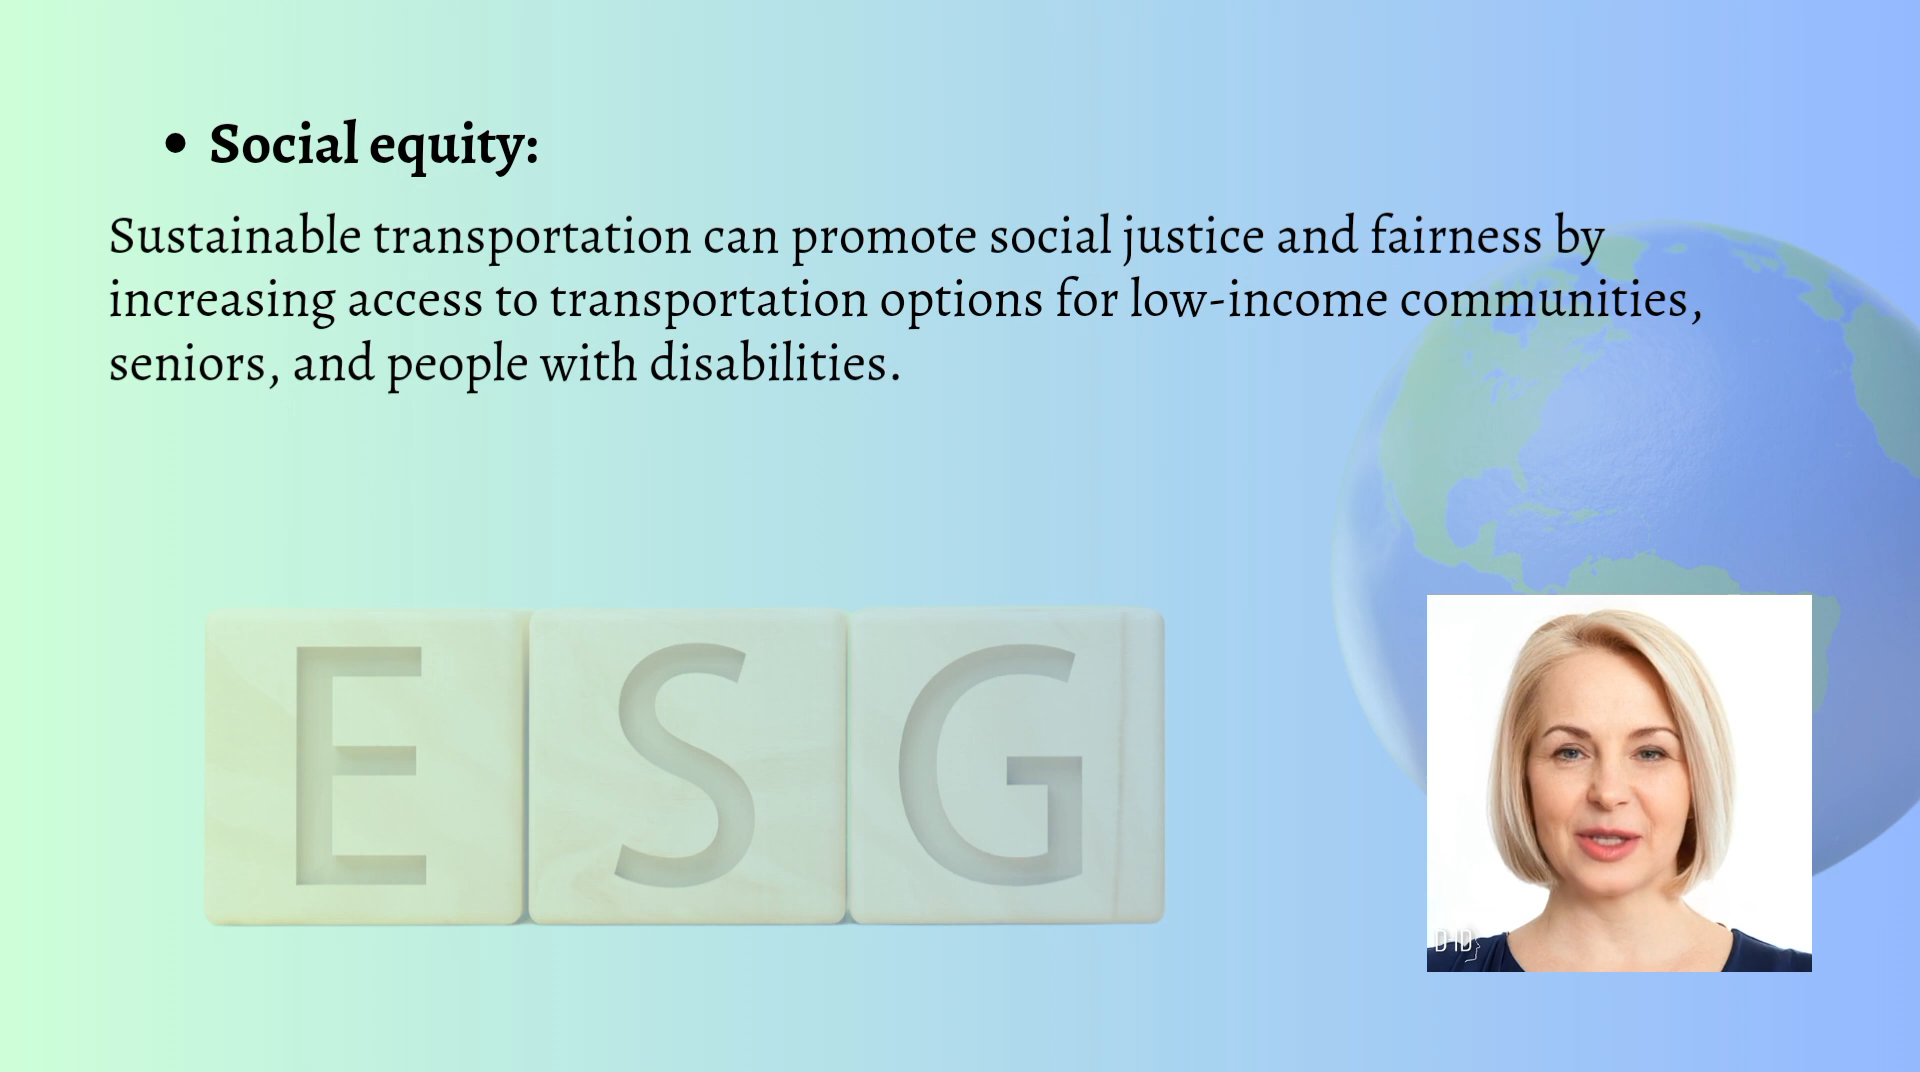 • Social equity:
Sustainable transportation can promote social justice and fairness by
increasing access to transportation options for low-income communities,
seniors, and people with disabilities.
E S G
D-ID